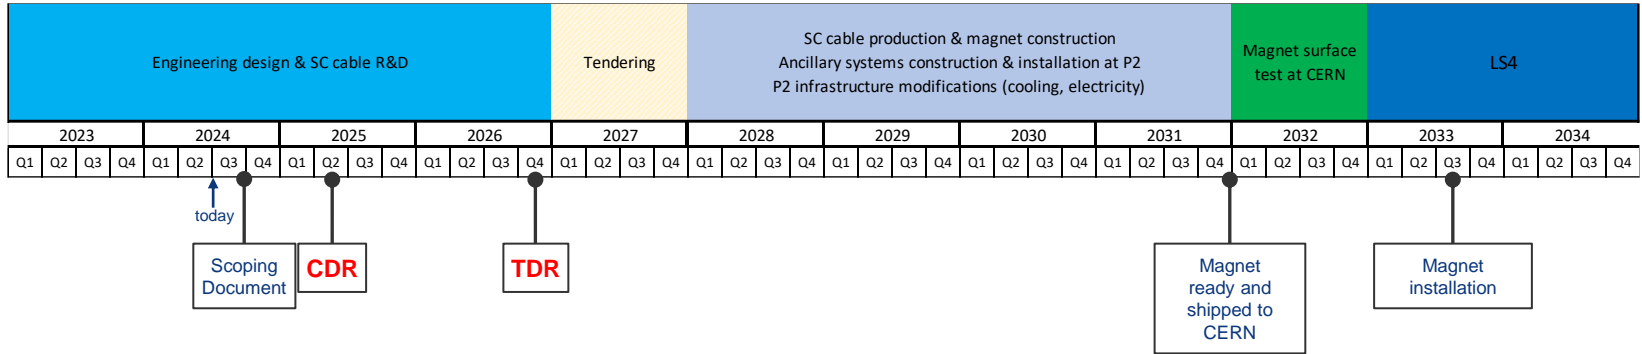 Engineering design & SC cable R&D
Tendering
SC cable production & magnet construction
Ancillary systems construction & installation at P2
P2 infrastructure modifications (cooling, electricity)
Magnet surface
test at CERN
LS4
2023 2024 2025 2026 2027 2028 2029 2030 2031 2032 2033 2034
Q1 Q2 Q3 Q4 Q1 Q2 Q3 Q4 Q1 Q2 Q3 Q4 Q1 Q2 Q3 Q4 Q1 Q2 Q3 Q4 Q1 Q2 Q3 Q4 Q1 Q2 Q3 Q4 Q1 Q2 Q3 Q4 Q1 Q2 Q3 Q4 Q1 Q2 Q3 Q4 Q1 Q2 Q3 Q4 Q1 Q2 Q3 Q4
today
Scoping
Document
CDR
TDR
Magnet
ready and
shipped to
CERN
Magnet
installation